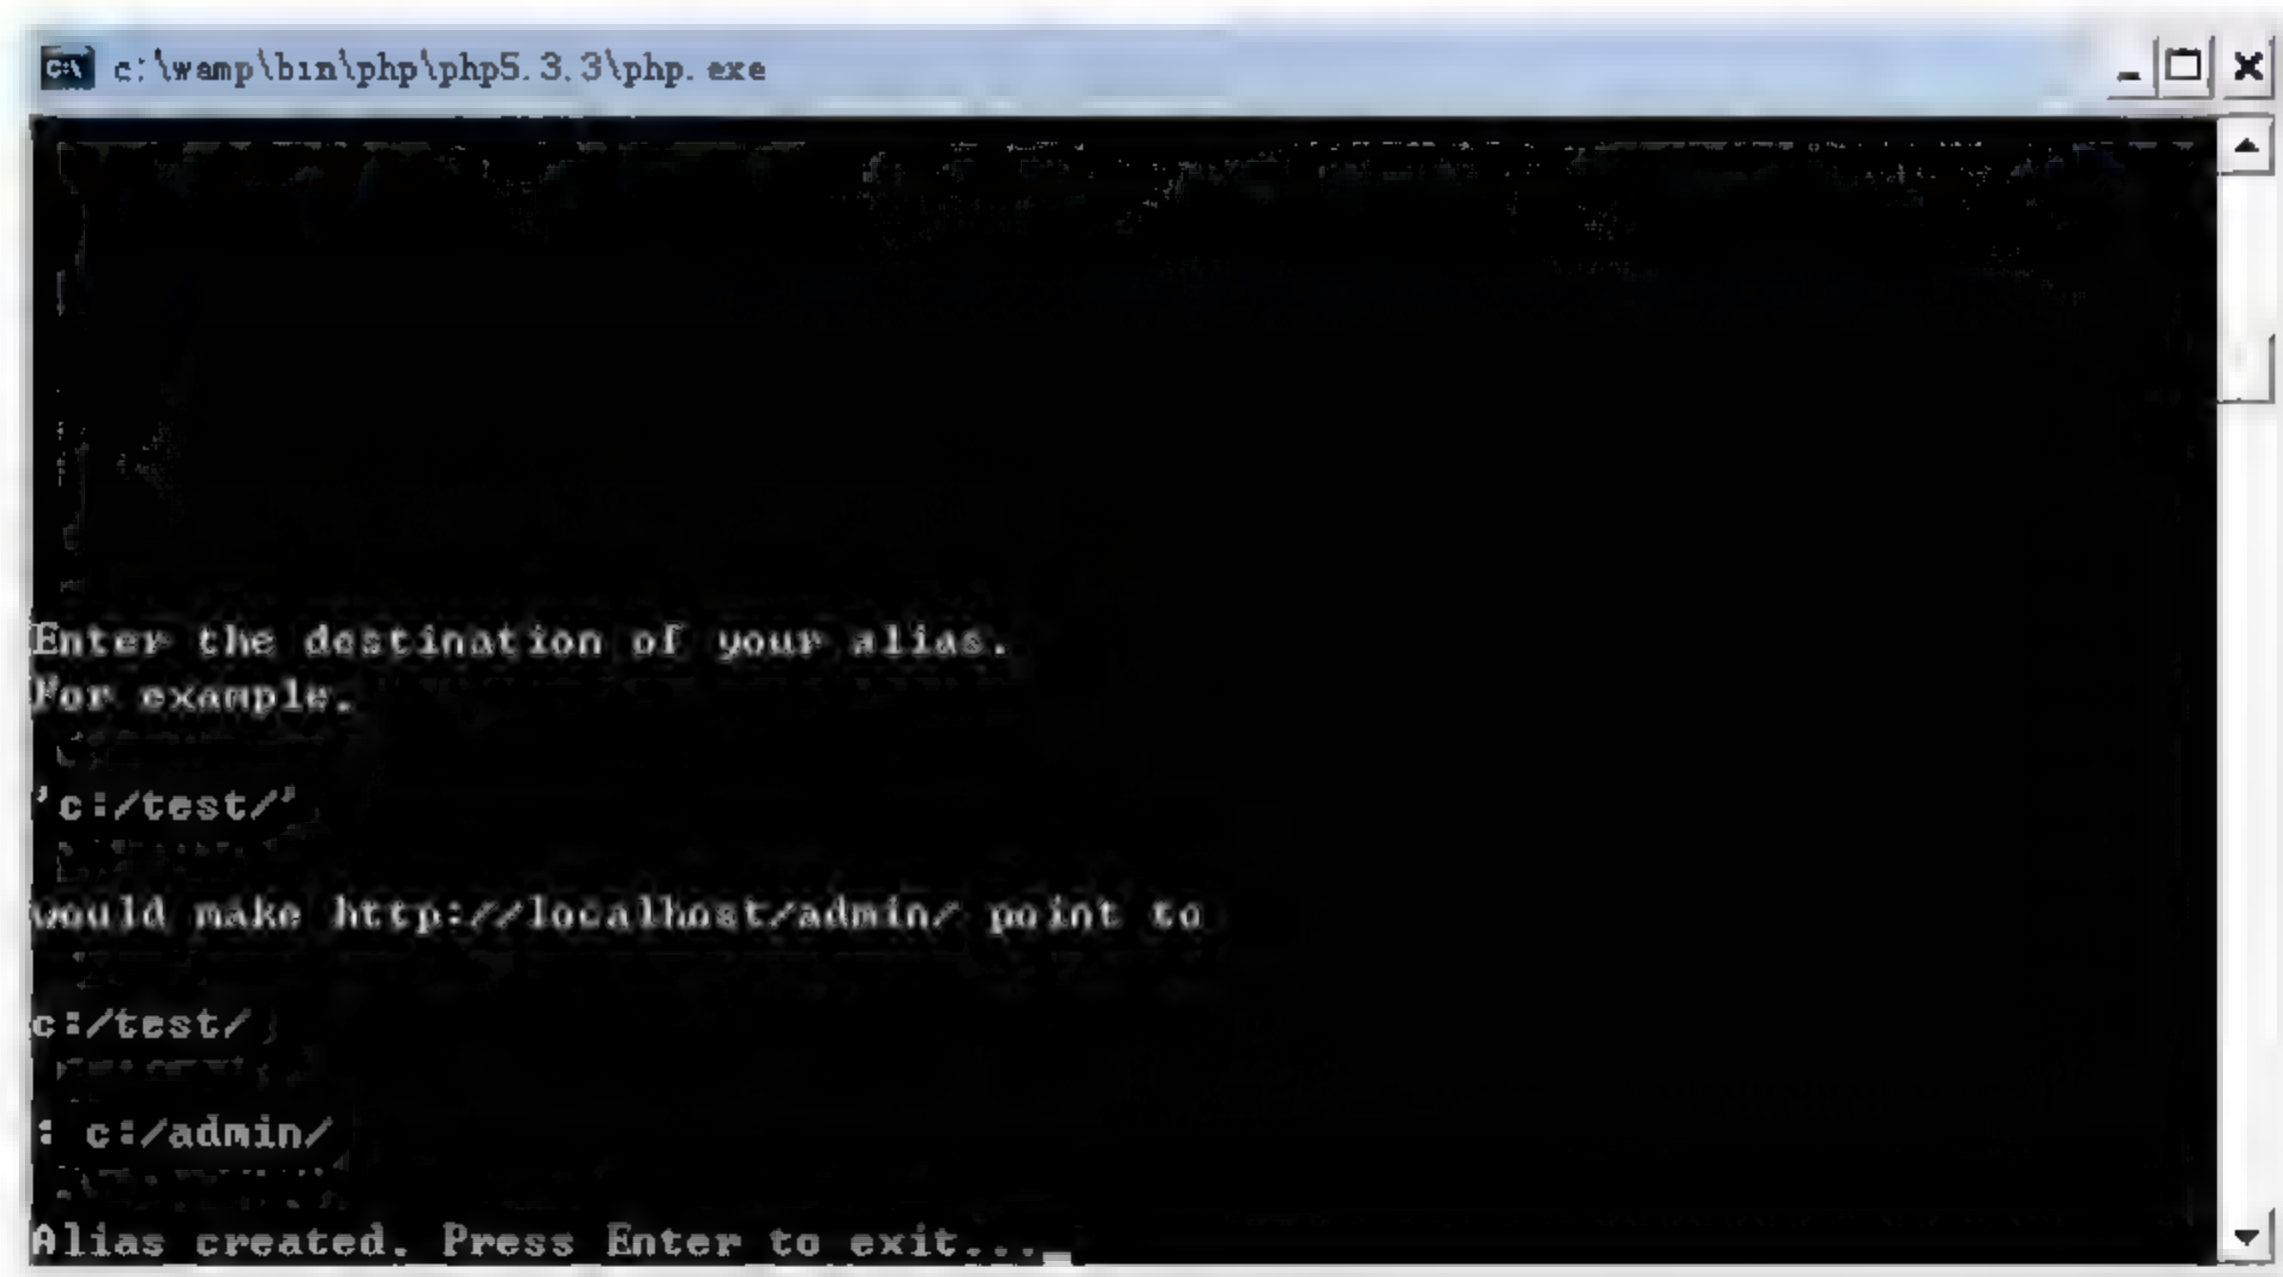 c:\wamp\bin\php\php5.3.3\php.exe
Enter the destination of your alias.
For example.
'c:/test/'
would make http://localhost/admin/ point to
c:/test/
: c:/admin/
Alias created. Press Enter to exit..._